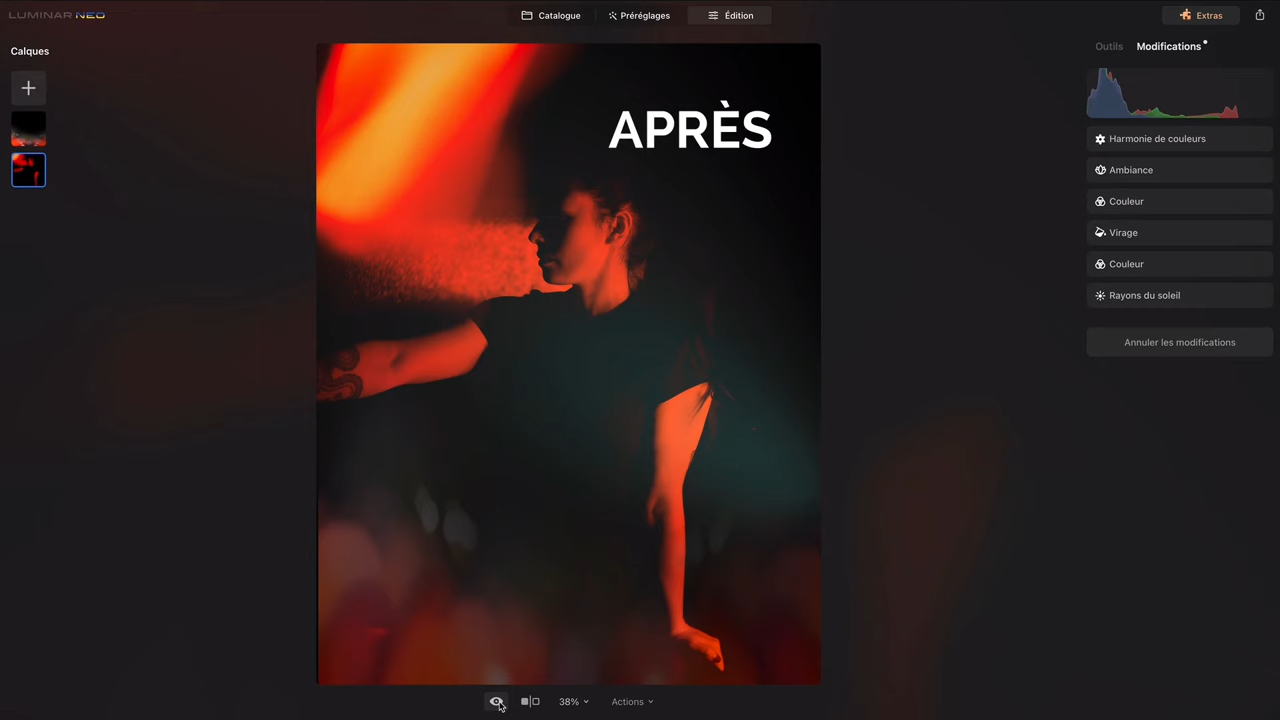 LUMINAR NEO
Catalogue
Préréglages
Édition
Extras
Calques
Outils
Modifications
APRÈS
Harmonie de couleurs
Ambiance
Couleur
Virage
Couleur
Rayons du soleil
Annuler les modifications
38%
Actions